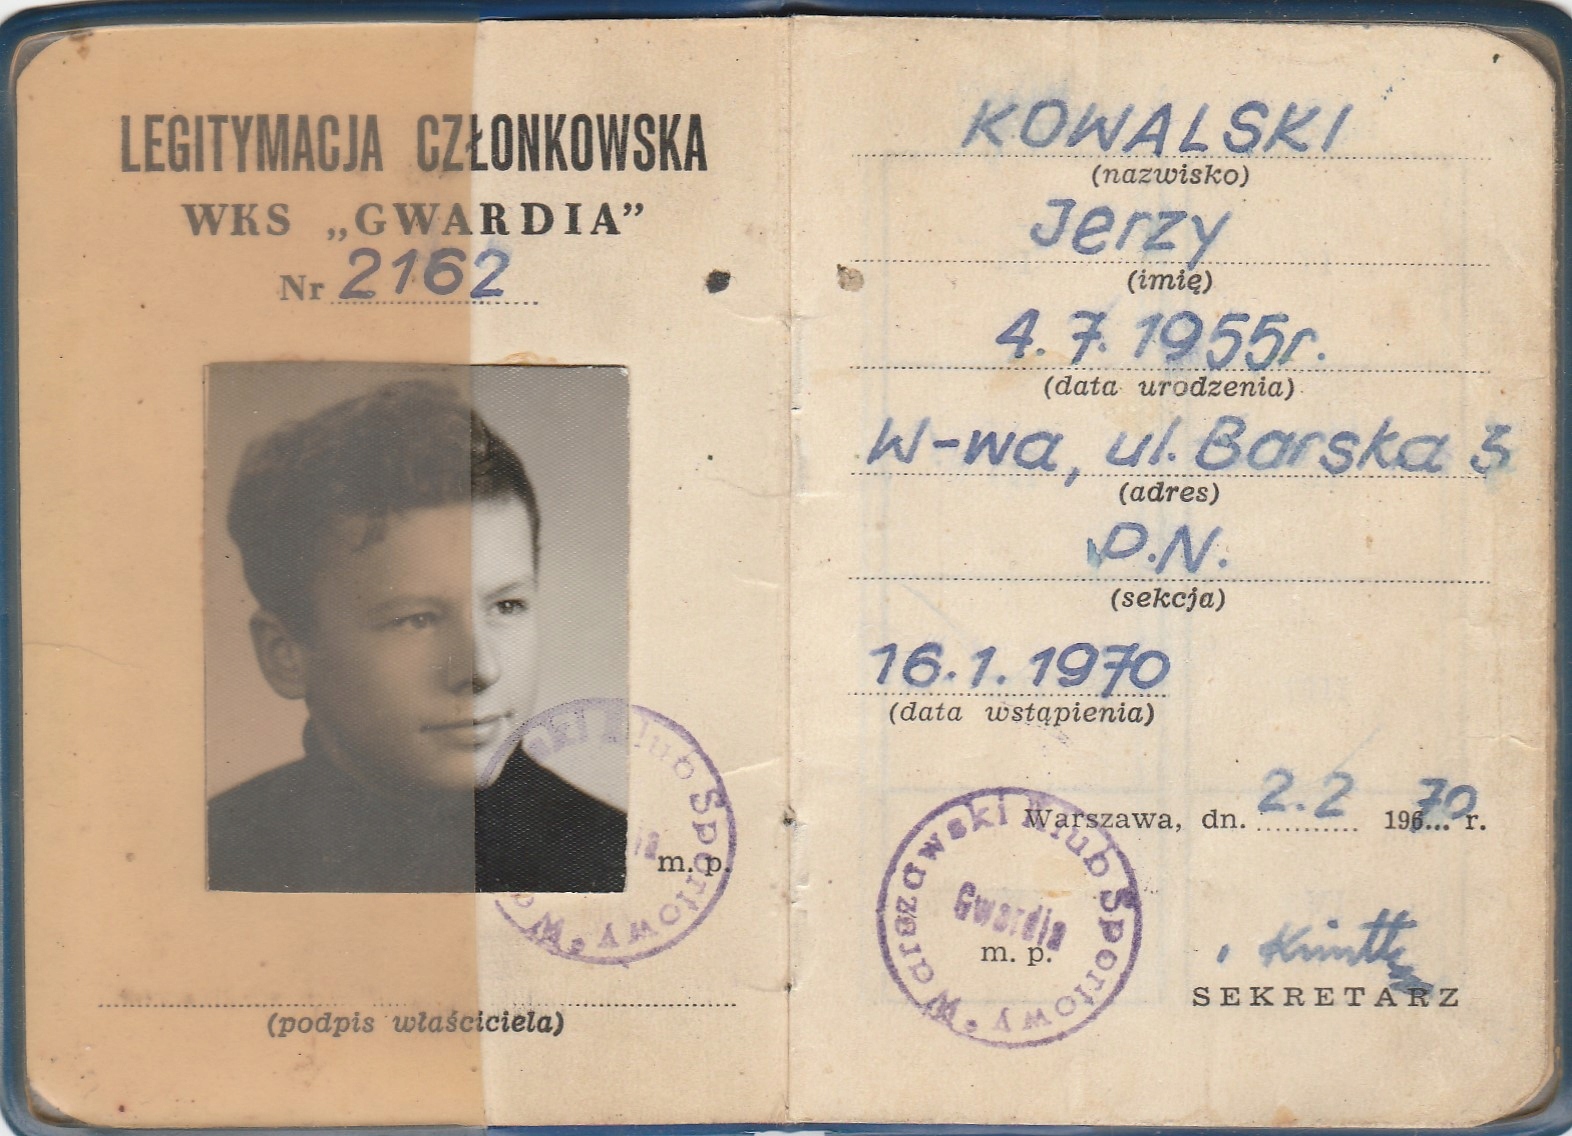 LEGITYMACJA CZŁONKOWSKA
WKS „GWARDIA”
Nr 2162
m. p.
(podpis właściciela)
KOWALSKI
(nazwisko)
Jerzy
(imię)
4.7.1955r.
(data urodzenia)
W-wa, ul. Barska 3
(adres)
P.N.
(sekcja)
16.1.1970
(data wstąpienia)
Warszawa, dn. 2.2 1970 r.
Warszawski Klub Sportowy
Gwardia
m. p.
SEKRETARZ